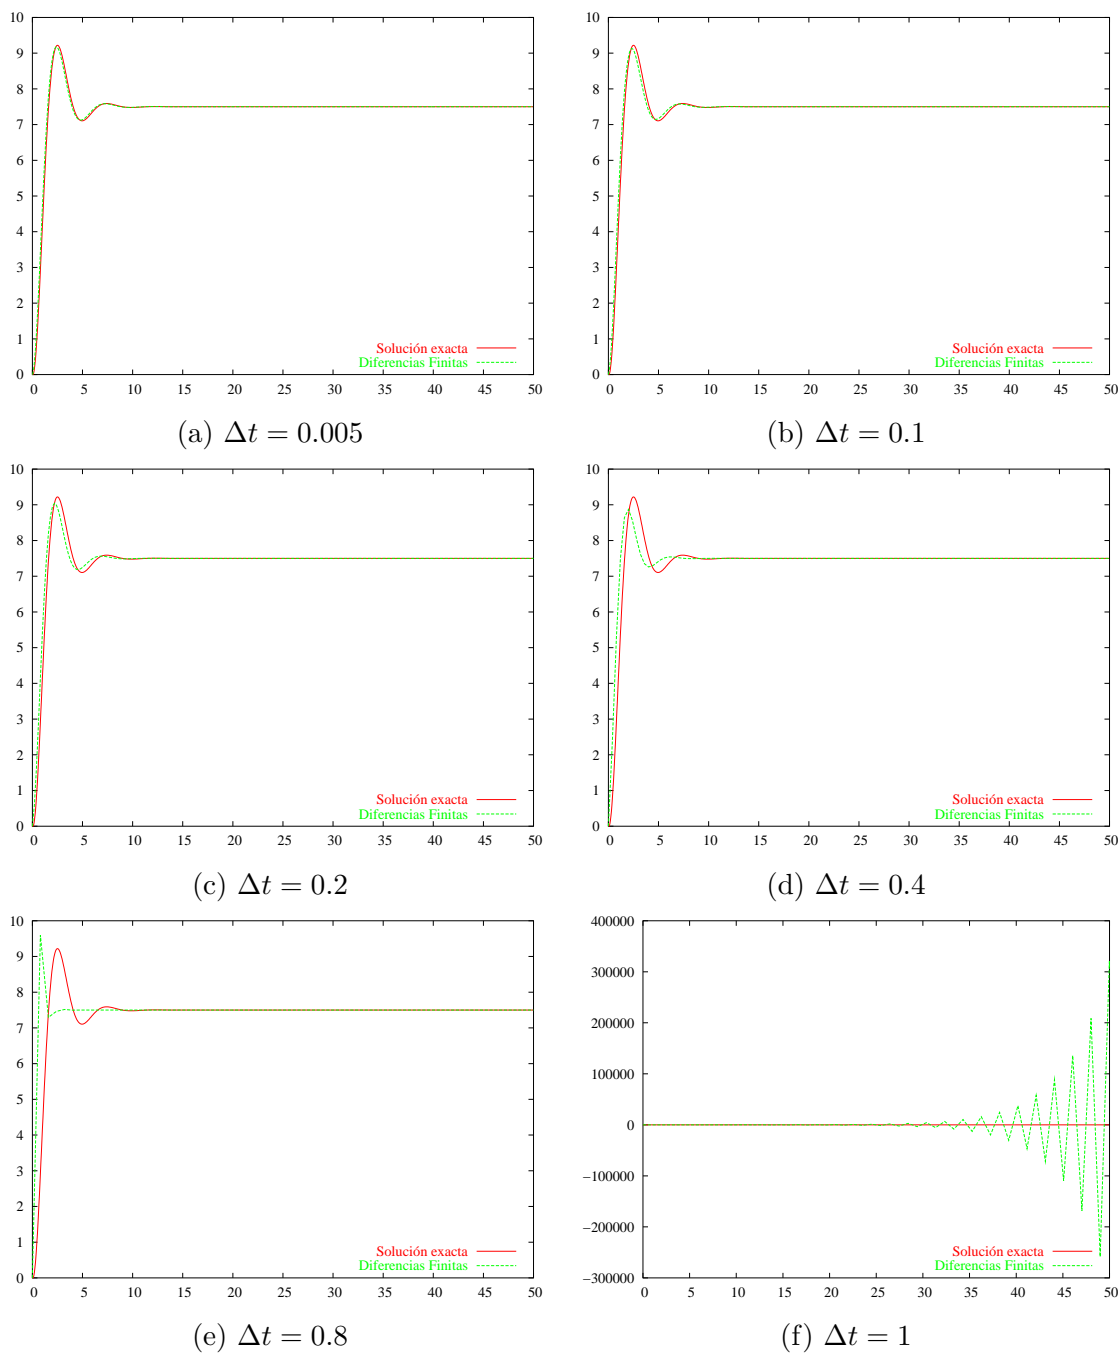 10
9
8
7
6
5
4
3
2
1
0
Solución exacta
Diferencias Finitas
0 5 10 15 20 25 30 35 40 45 50
(a) Δt = 0.005
10
9
8
7
6
5
4
3
2
1
0
Solución exacta
Diferencias Finitas
0 5 10 15 20 25 30 35 40 45 50
(b) Δt = 0.1
10
9
8
7
6
5
4
3
2
1
0
Solución exacta
Diferencias Finitas
0 5 10 15 20 25 30 35 40 45 50
(c) Δt = 0.2
10
9
8
7
6
5
4
3
2
1
0
Solución exacta
Diferencias Finitas
0 5 10 15 20 25 30 35 40 45 50
(d) Δt = 0.4
10
9
8
7
6
5
4
3
2
1
0
Solución exacta
Diferencias Finitas
0 5 10 15 20 25 30 35 40 45 50
(e) Δt = 0.8
400000
300000
200000
100000
0
−100000
−200000
−300000
Solución exacta
Diferencias Finitas
0 5 10 15 20 25 30 35 40 45 50
(f) Δt = 1